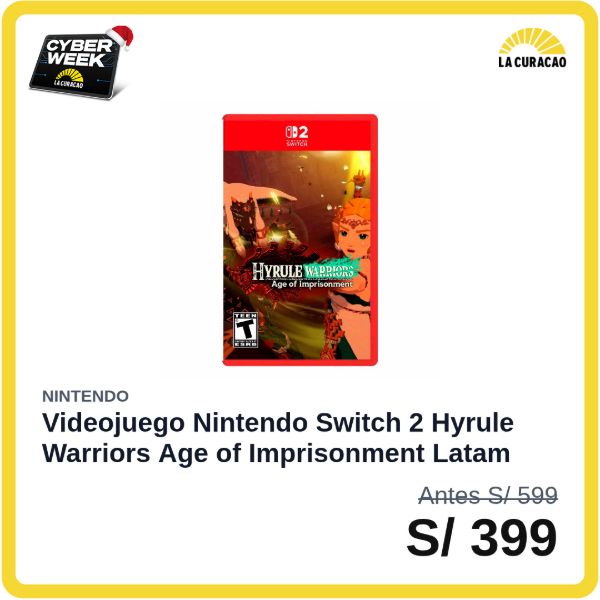 CYBER
WEEK
LA CURACAO
LA CURACAO
2
NINTENDO
SWITCH
HYRULE WARRIORS
Age of imprisonment
TEEN
T
ESRB
NINTENDO
Videojuego Nintendo Switch 2 Hyrule
Warriors Age of Imprisonment Latam
Antes S/ 599
S/ 399